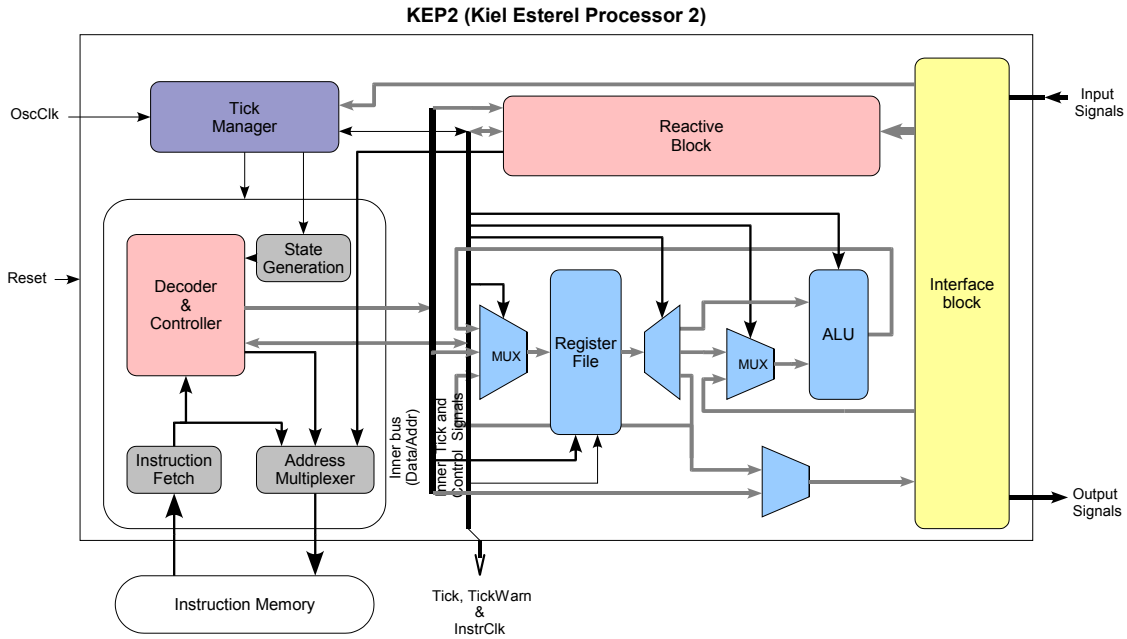 KEP2 (Kiel Esterel Processor 2)
OscClk
Tick
Manager
Reactive
Block
Input
Signals
Reset
Decoder
&
Controller
State
Generation
Interface
block
MUX
Register
File
MUX
ALU
Instruction
Fetch
Address
Multiplexer
Inner bus
(Data/Addr)
Inner Tick and
Control Signals
Output
Signals
Instruction Memory
Tick, TickWarn
&
InstrClk